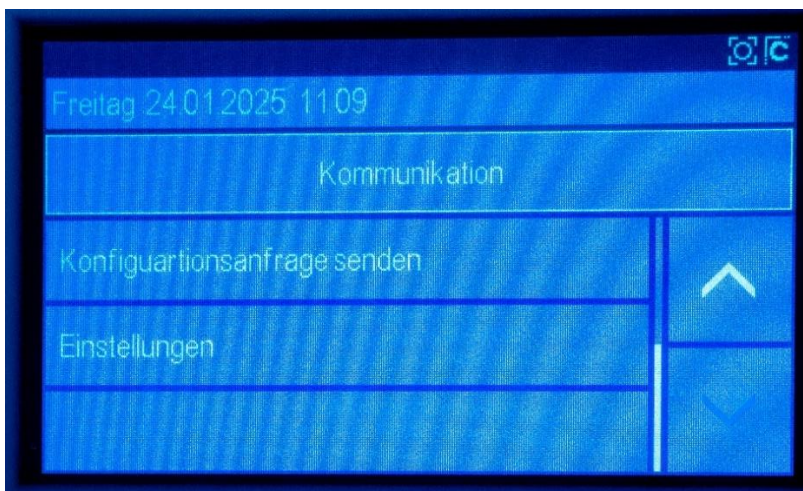 Freitag 24.01.2025 11:09
Kommunikation
Konfiguartionsanfrage senden
Einstellungen